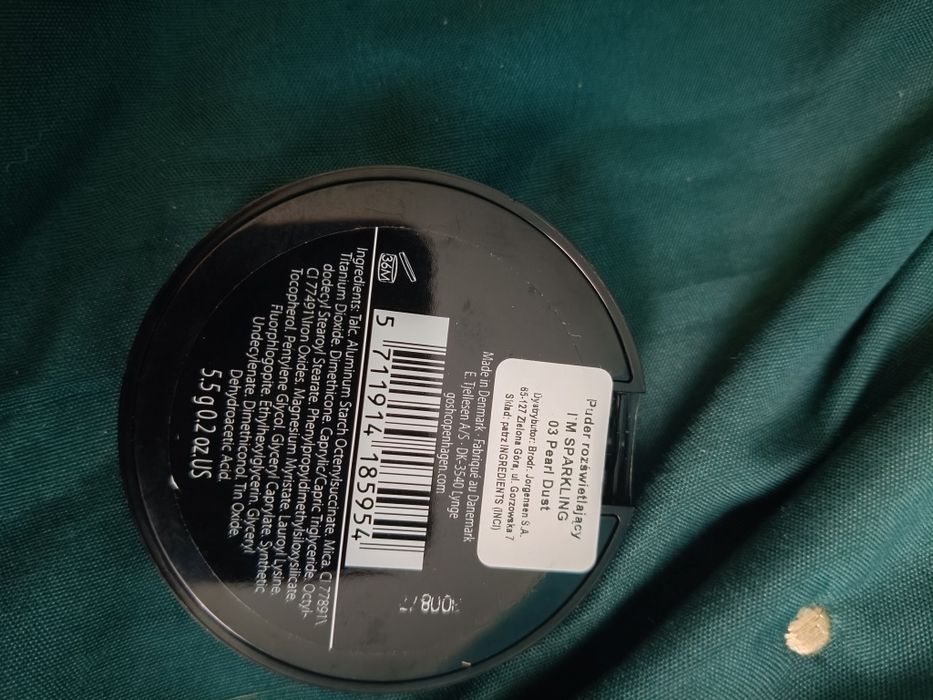 Puder rozświetlający
I'M SPARKLING
03 Pearl Dust
Dystrybutor: Brodr. Jorgensen S.A.
65-127 Zielona Góra, ul. Gorzowska 7
Skład: patrz INGREDIENTS (INCI)
Made in Denmark - Fabriqué au Danemark
E. Tjellesen A/S. DK-3540 Lynge
goshcopenhagen.com
36M
5 711914 185954
Ingredients: Talc, Aluminum Starch Octenylsuccinate, Mica, CI 77891\
Titanium Dioxide, Dimethicone, Caprylic/Capric Triglyceride, Octyl-
dodecyl Stearoyl Stearate, Phenylpropyldimethylsiloxysilicate,
CI 77491\Iron Oxides, Magnesium Myristate, Lauroyl Lysine,
Tocopherol, Pentylene Glycol, Glyceryl Caprylate, Synthetic
Fluorphlogopite, Ethylhexylglycerin, Glyceryl
Undecylenate, Dimethiconol, Tin Oxide,
Dehydroacetic Acid.
5.5 g 0.2 oz.US